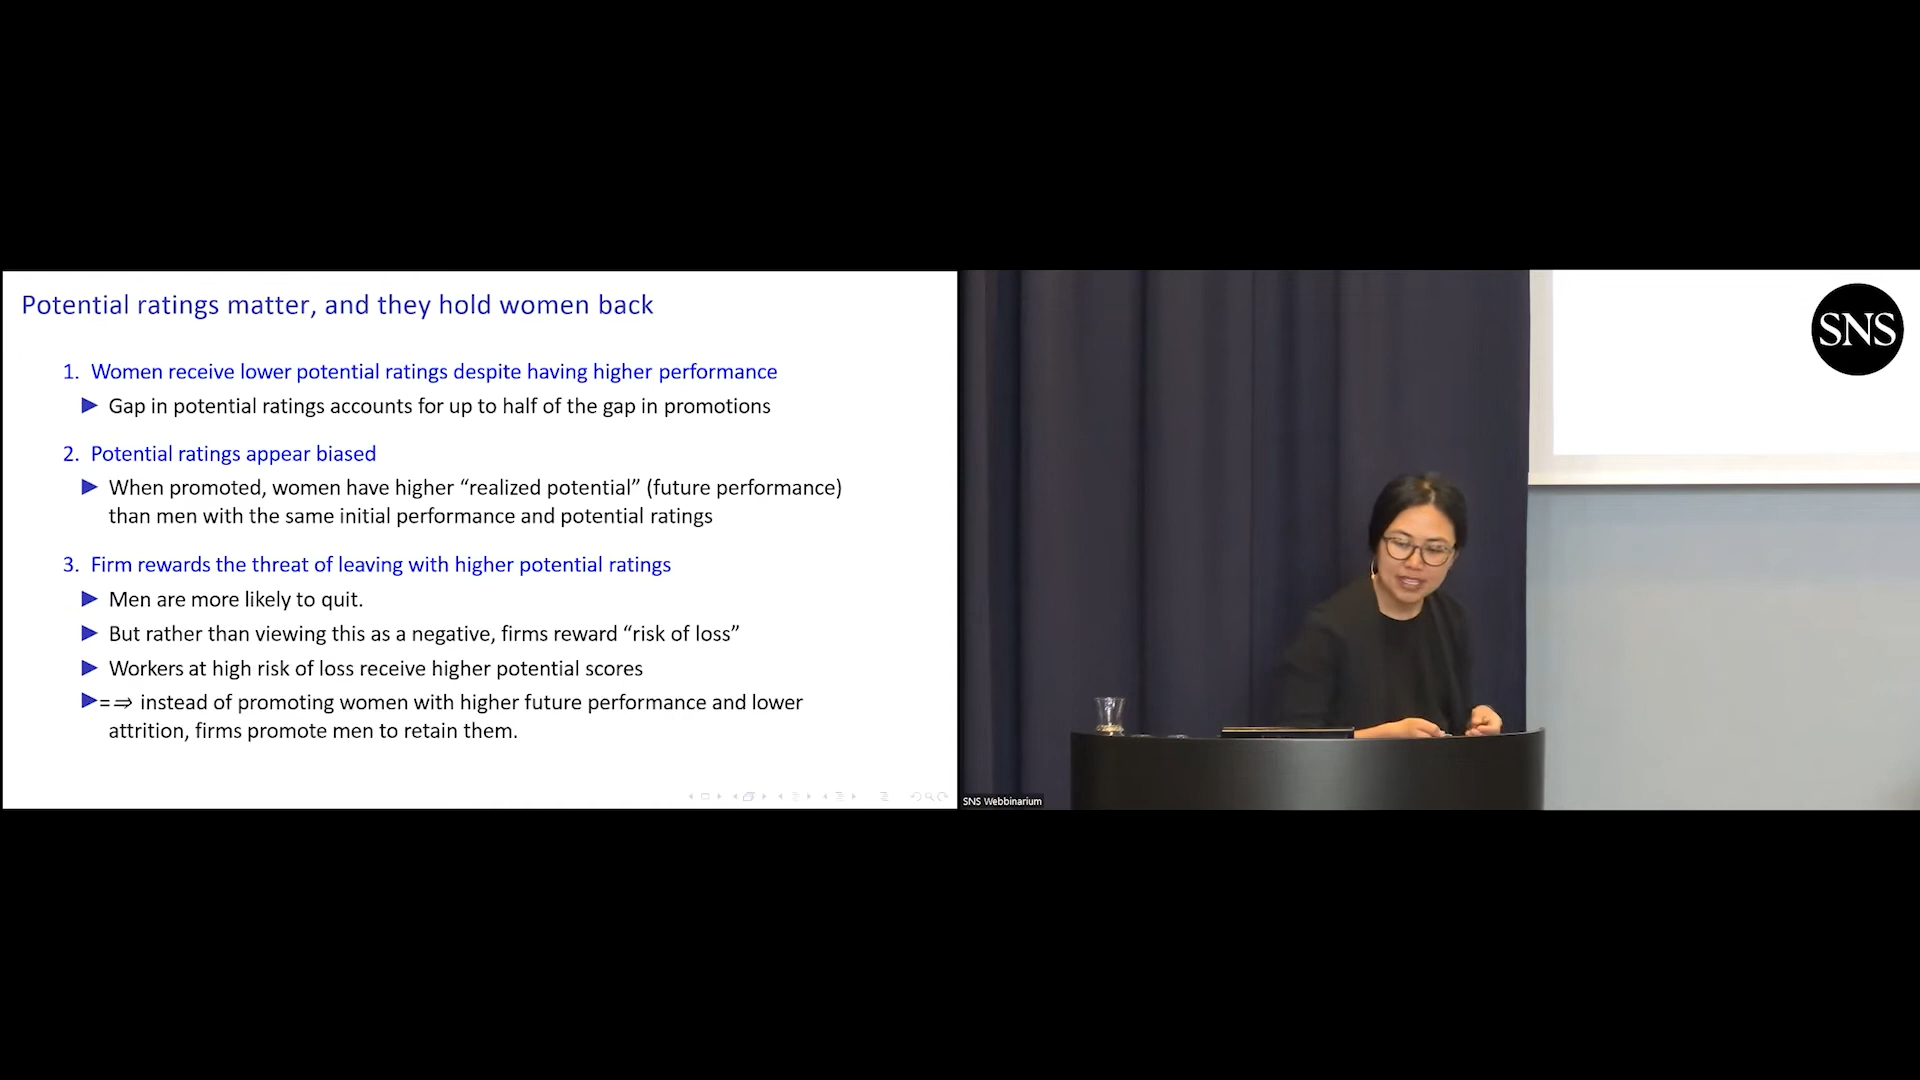 Potential ratings matter, and they hold women back
1. Women receive lower potential ratings despite having higher performance
▶ Gap in potential ratings accounts for up to half of the gap in promotions
2. Potential ratings appear biased
▶ When promoted, women have higher “realized potential” (future performance)
than men with the same initial performance and potential ratings
3. Firm rewards the threat of leaving with higher potential ratings
▶ Men are more likely to quit.
▶ But rather than viewing this as a negative, firms reward “risk of loss”
▶ Workers at high risk of loss receive higher potential scores
▶=⇒ instead of promoting women with higher future performance and lower
attrition, firms promote men to retain them.
SNS
SNS Webbinarium